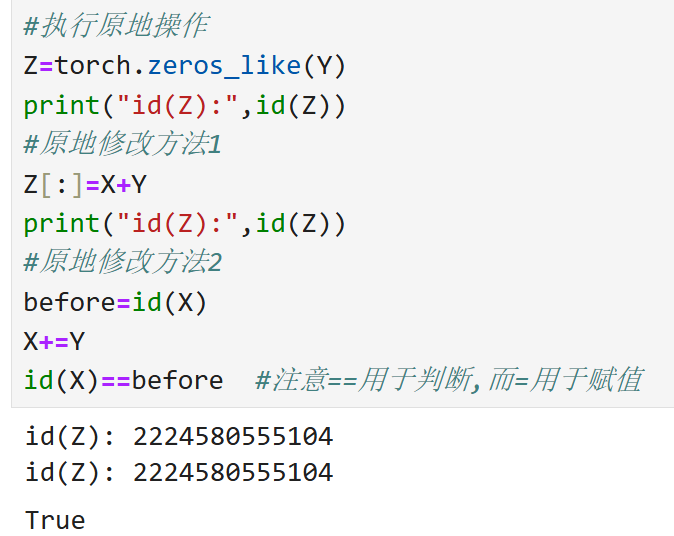 #执行原地操作
Z=torch.zeros_like(Y)
print("id(Z):",id(Z))
#原地修改方法1
Z[:]=X+Y
print("id(Z):",id(Z))
#原地修改方法2
before=id(X)
X+=Y
id(X)==before  #注意==用于判断,而=用于赋值
id(Z): 2224580555104
id(Z): 2224580555104
True